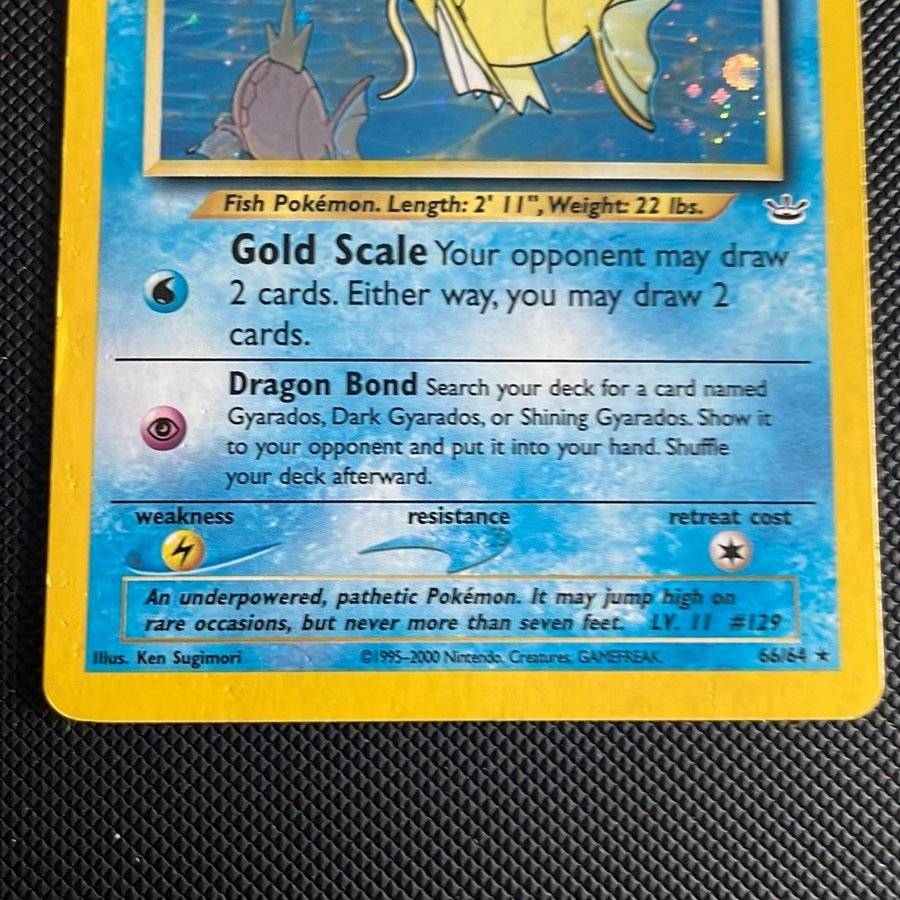 Fish Pokémon. Length: 2' 11", Weight: 22 lbs.
Gold Scale Your opponent may draw
2 cards. Either way, you may draw 2
cards.
Dragon Bond Search your deck for a card named
Gyarados, Dark Gyarados, or Shining Gyarados. Show it
to your opponent and put it into your hand. Shuffle
your deck afterward.
weakness resistance retreat cost
An underpowered, pathetic Pokémon. It may jump high on
rare occasions, but never more than seven feet. LV. 11 #129
Illus. Ken Sugimori ©1995-2000 Nintendo, Creatures, GAMEFREAK. 66/64 ★